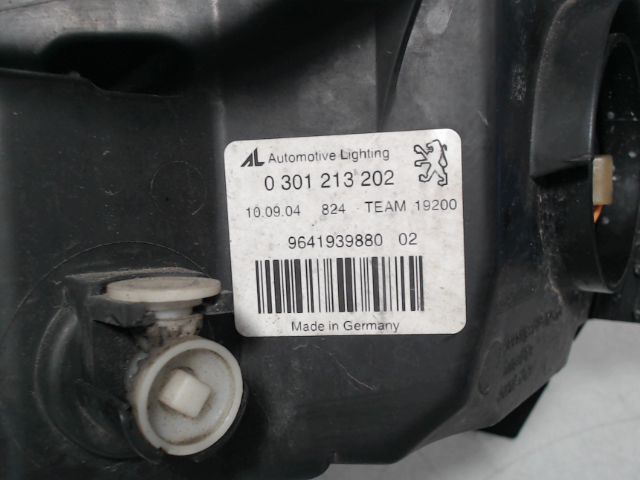 AL Automotive Lighting
0 301 213 202
10.09.04 824 - TEAM 19200
9641939880 02
Made in Germany